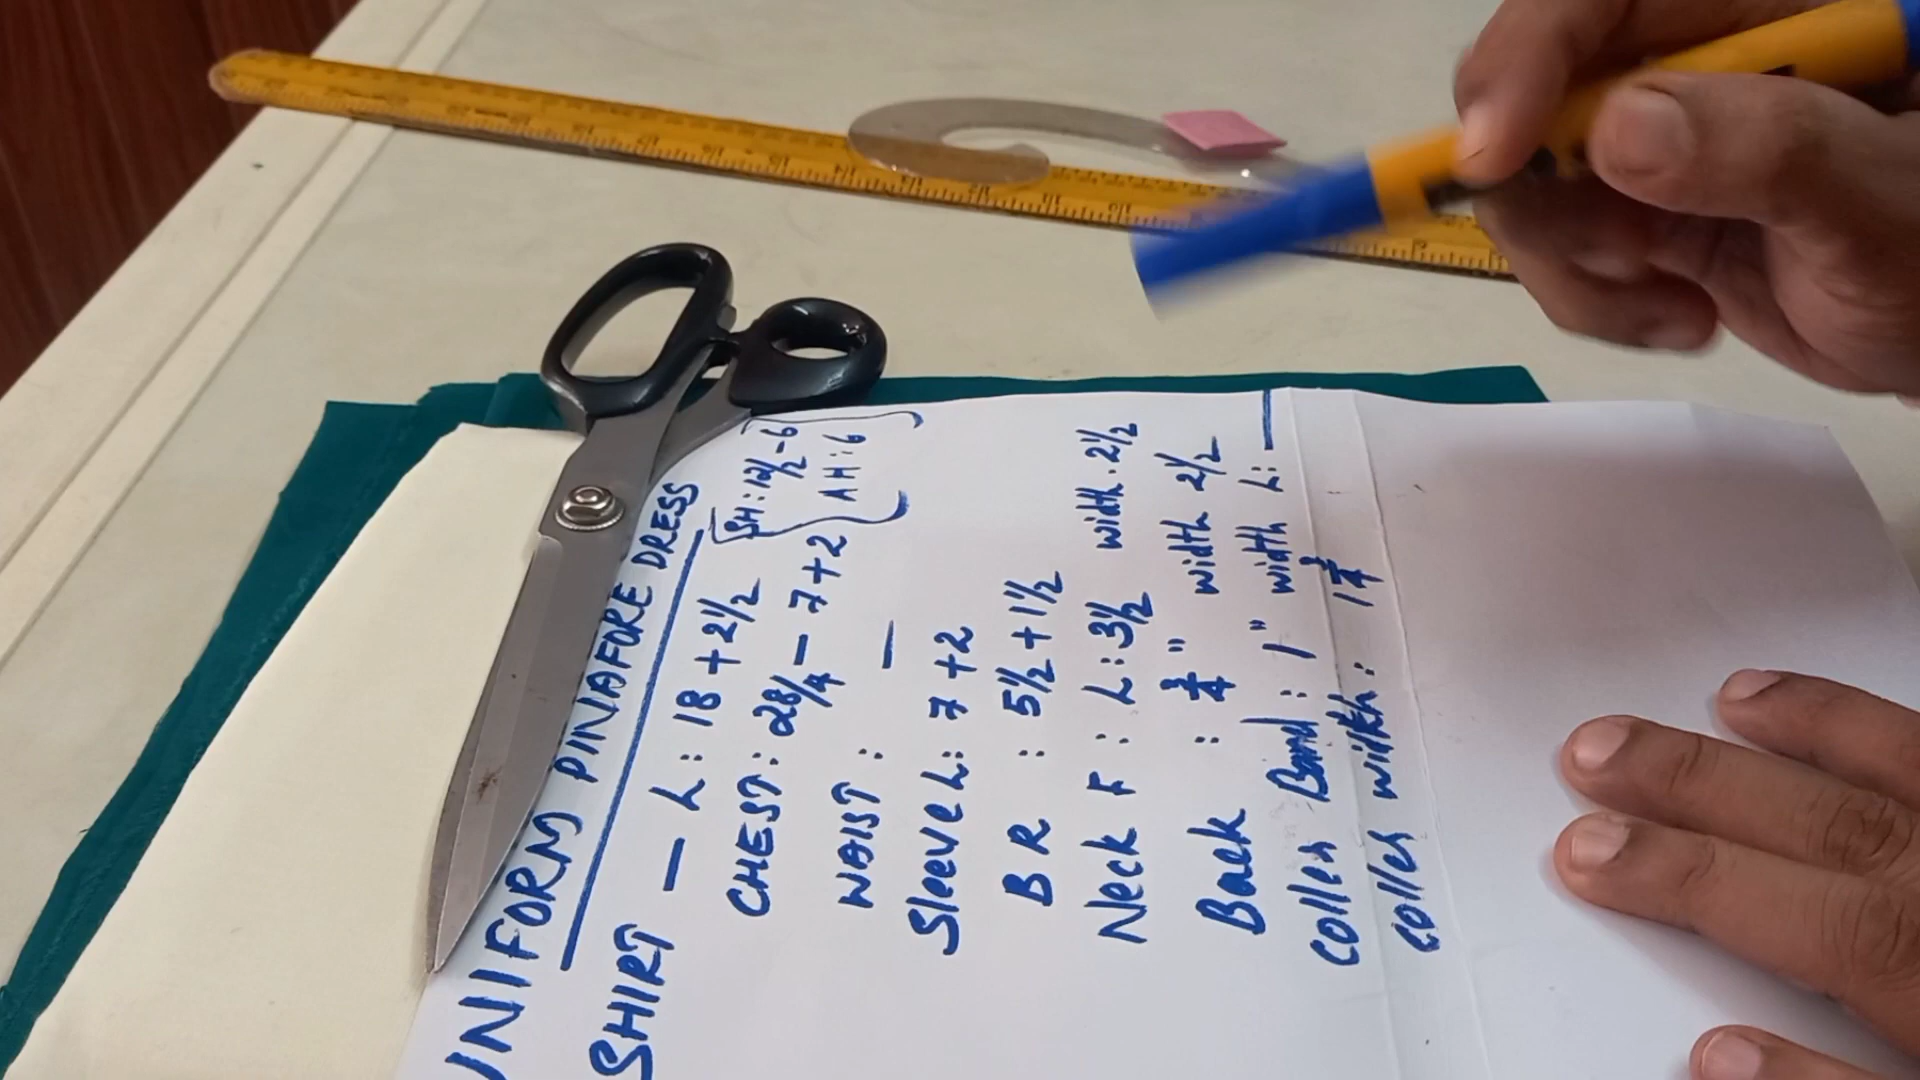 UNIFORM PINAFORE DRESS
SHIRT — L: 18 + 2½
SH: 12½ - 6
AH: 6
CHEST: 28/4 — 7+2
WAIST: —
Sleeve L: 7 +2
BR : 5½ + 1½
Neck F : L: 3½ width. 2½
Back : ¾" width 2½
Coller Band: 1" width L: —
Coller width: 1¾